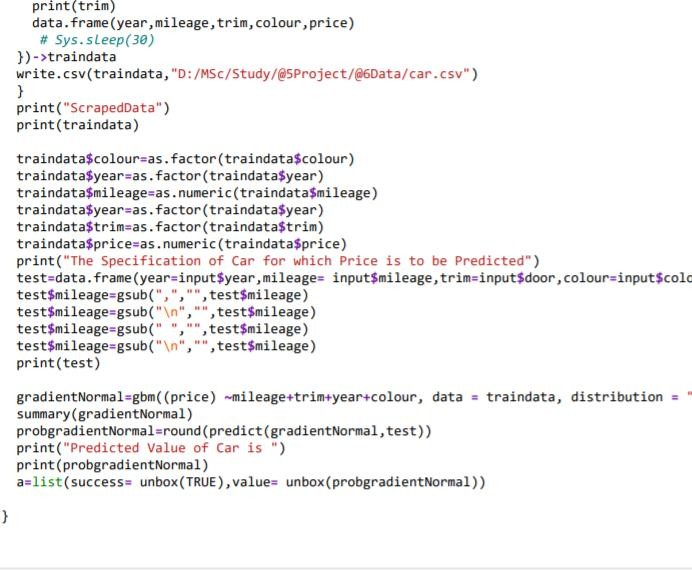 print(trim)
data.frame(year,mileage,trim,colour,price)
# Sys.sleep(30)
})->traindata
write.csv(traindata,"D:/MSc/Study/@5Project/@6Data/car.csv")
}
print("ScrapedData")
print(traindata)
traindata$colour=as.factor(traindata$colour)
traindata$year=as.factor(traindata$year)
traindata$mileage=as.numeric(traindata$mileage)
traindata$year=as.factor(traindata$year)
traindata$trim=as.factor(traindata$trim)
traindata$price=as.numeric(traindata$price)
print("The Specification of Car for which Price is to be Predicted")
test=data.frame(year=input$year,mileage= input$mileage,trim=input$door,colour=input$colo
test$mileage=gsub(",","",test$mileage)
test$mileage=gsub("\n","",test$mileage)
test$mileage=gsub(" ","",test$mileage)
test$mileage=gsub("\n","",test$mileage)
print(test)
gradientNormal=gbm((price) ~mileage+trim+year+colour, data = traindata, distribution = "
summary(gradientNormal)
probgradientNormal=round(predict(gradientNormal,test))
print("Predicted Value of Car is ")
print(probgradientNormal)
a=list(success= unbox(TRUE),value= unbox(probgradientNormal))
}